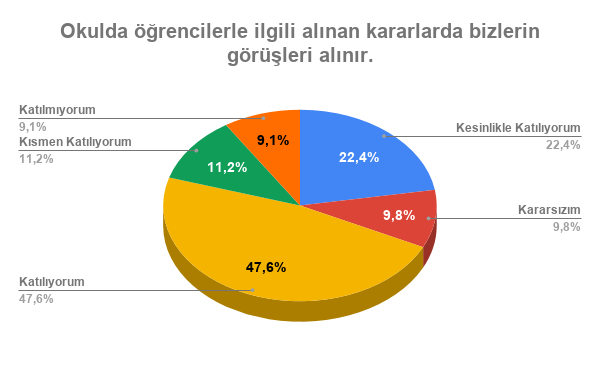 Okulda öğrencilerle ilgili alınan kararlarda bizlerin
görüşleri alınır.
Katılmıyorum
9,1%
Kısmen Katılıyorum
11,2%
Katılıyorum
47,6%
Kesinlikle Katılıyorum
22,4%
Kararsızım
9,8%
9,1%
22,4%
11,2%
9,8%
47,6%